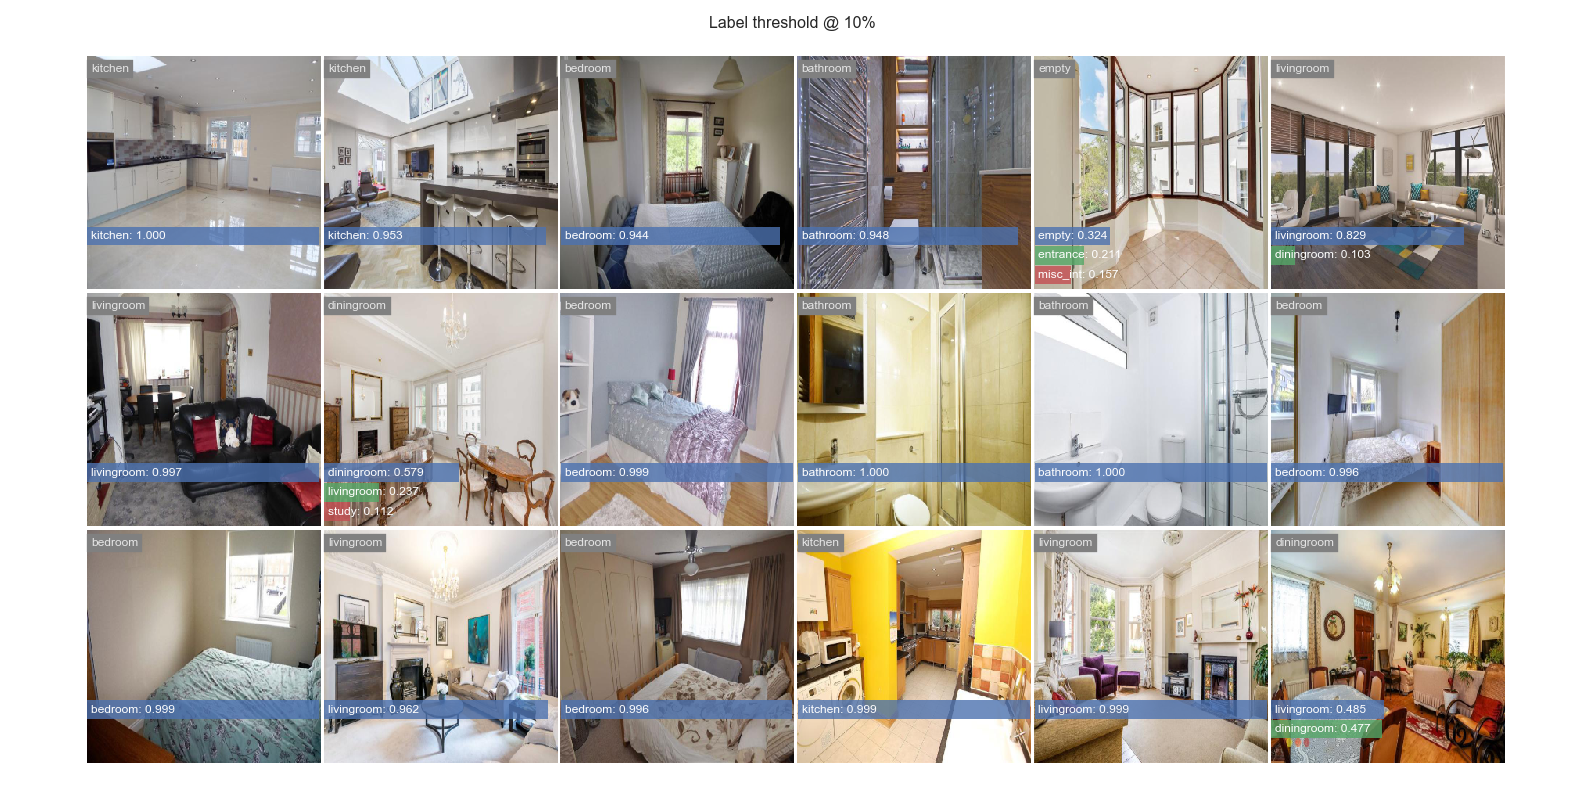 Label threshold @ 10%
kitchen
kitchen
bedroom
bathroom
empty
livingroom
kitchen: 1.000
kitchen: 0.953
bedroom: 0.944
bathroom: 0.948
empty: 0.324
entrance: 0.211
misc_int: 0.157
livingroom: 0.829
diningroom: 0.103
livingroom
diningroom
bedroom
bathroom
bathroom
bedroom
livingroom: 0.997
diningroom: 0.579
livingroom: 0.237
study: 0.112
bedroom: 0.999
bathroom: 1.000
bathroom: 1.000
bedroom: 0.996
bedroom
livingroom
bedroom
kitchen
livingroom
diningroom
bedroom: 0.999
livingroom: 0.962
bedroom: 0.996
kitchen: 0.999
livingroom: 0.999
livingroom: 0.485
diningroom: 0.477